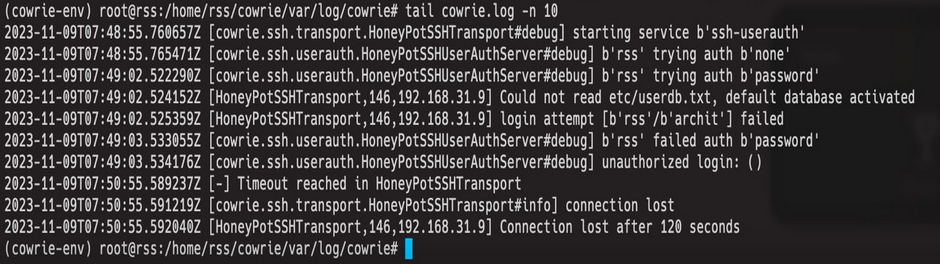 (cowrie-env) root@rss:/home/rss/cowrie/var/log/cowrie# tail cowrie.log -n 10
2023-11-09T07:48:55.760657Z [cowrie.ssh.transport.HoneyPotSSHTransport#debug] starting service b'ssh-userauth'
2023-11-09T07:48:55.765471Z [cowrie.ssh.userauth.HoneyPotSSHUserAuthServer#debug] b'rss' trying auth b'none'
2023-11-09T07:49:02.522290Z [cowrie.ssh.userauth.HoneyPotSSHUserAuthServer#debug] b'rss' trying auth b'password'
2023-11-09T07:49:02.524152Z [HoneyPotSSHTransport,146,192.168.31.9] Could not read etc/userdb.txt, default database activated
2023-11-09T07:49:02.525359Z [HoneyPotSSHTransport,146,192.168.31.9] login attempt [b'rss'/b'archit'] failed
2023-11-09T07:49:03.533055Z [cowrie.ssh.userauth.HoneyPotSSHUserAuthServer#debug] b'rss' failed auth b'password'
2023-11-09T07:49:03.534176Z [cowrie.ssh.userauth.HoneyPotSSHUserAuthServer#debug] unauthorized login: ()
2023-11-09T07:50:55.589237Z [-] Timeout reached in HoneyPotSSHTransport
2023-11-09T07:50:55.591219Z [cowrie.ssh.transport.HoneyPotSSHTransport#info] connection lost
2023-11-09T07:50:55.592040Z [HoneyPotSSHTransport,146,192.168.31.9] Connection lost after 120 seconds
(cowrie-env) root@rss:/home/rss/cowrie/var/log/cowrie#